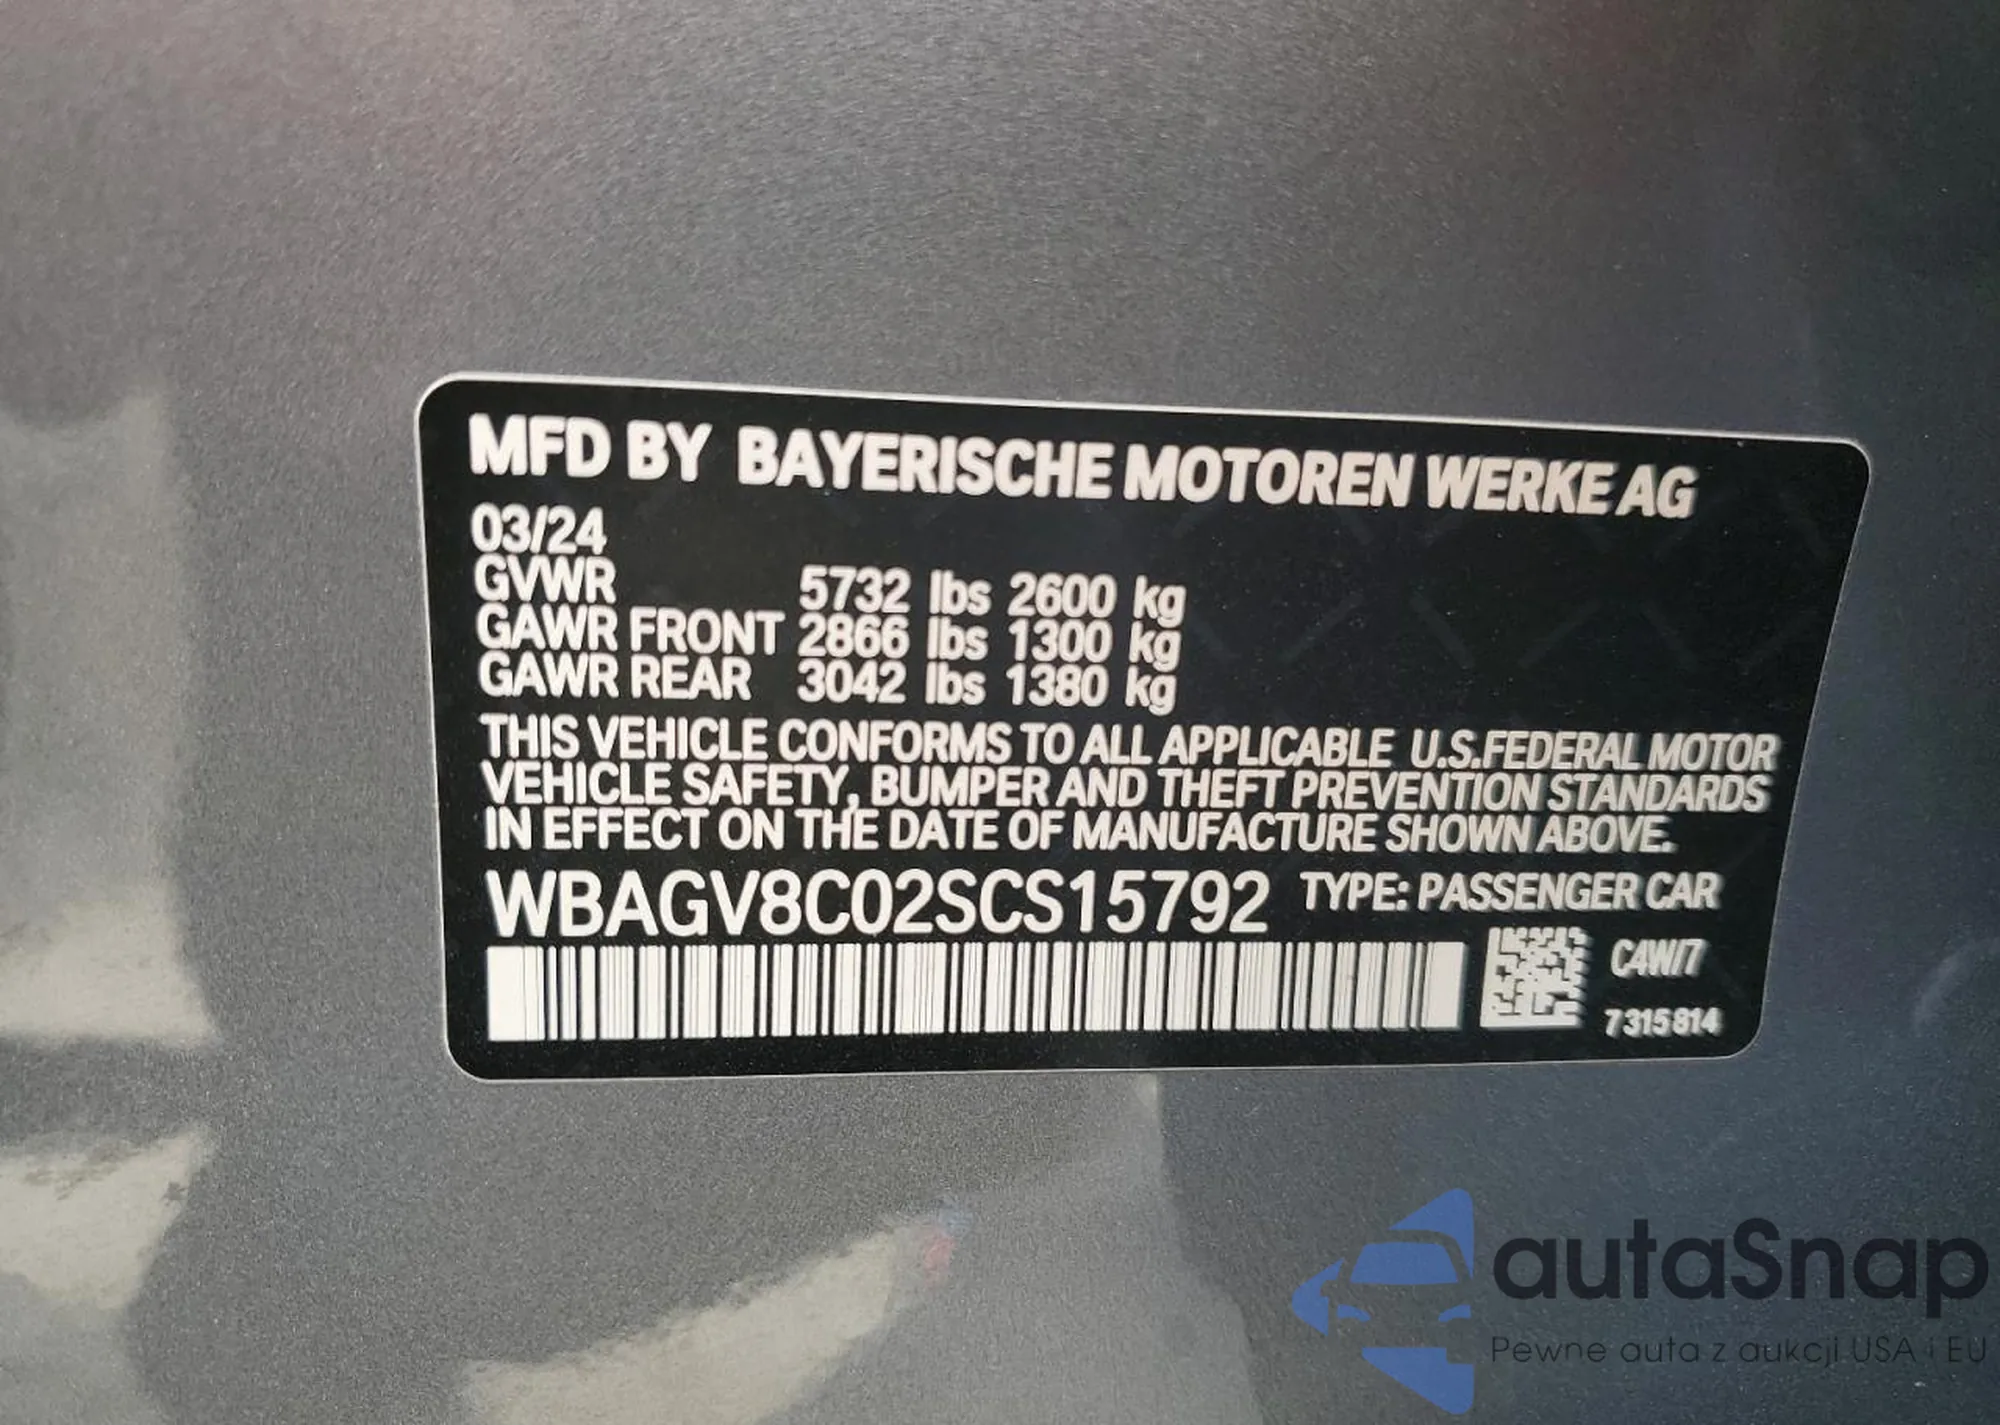 MFD BY BAYERISCHE MOTOREN WERKE AG
03/24
GVWR 5732 lbs 2600 kg
GAWR FRONT 2866 lbs 1300 kg
GAWR REAR 3042 lbs 1380 kg
THIS VEHICLE CONFORMS TO ALL APPLICABLE U.S.FEDERAL MOTOR
VEHICLE SAFETY, BUMPER AND THEFT PREVENTION STANDARDS
IN EFFECT ON THE DATE OF MANUFACTURE SHOWN ABOVE.
WBAGV8C02SCS15792 TYPE: PASSENGER CAR
C4W/7
7315814
autaSnap
Pewne auta z aukcji USA i EU